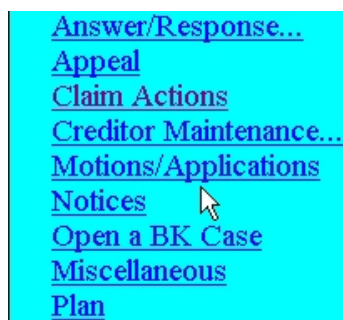 Answer/Response...
Appeal
Claim Actions
Creditor Maintenance...
Motions/Applications
Notices
Open a BK Case
Miscellaneous
Plan